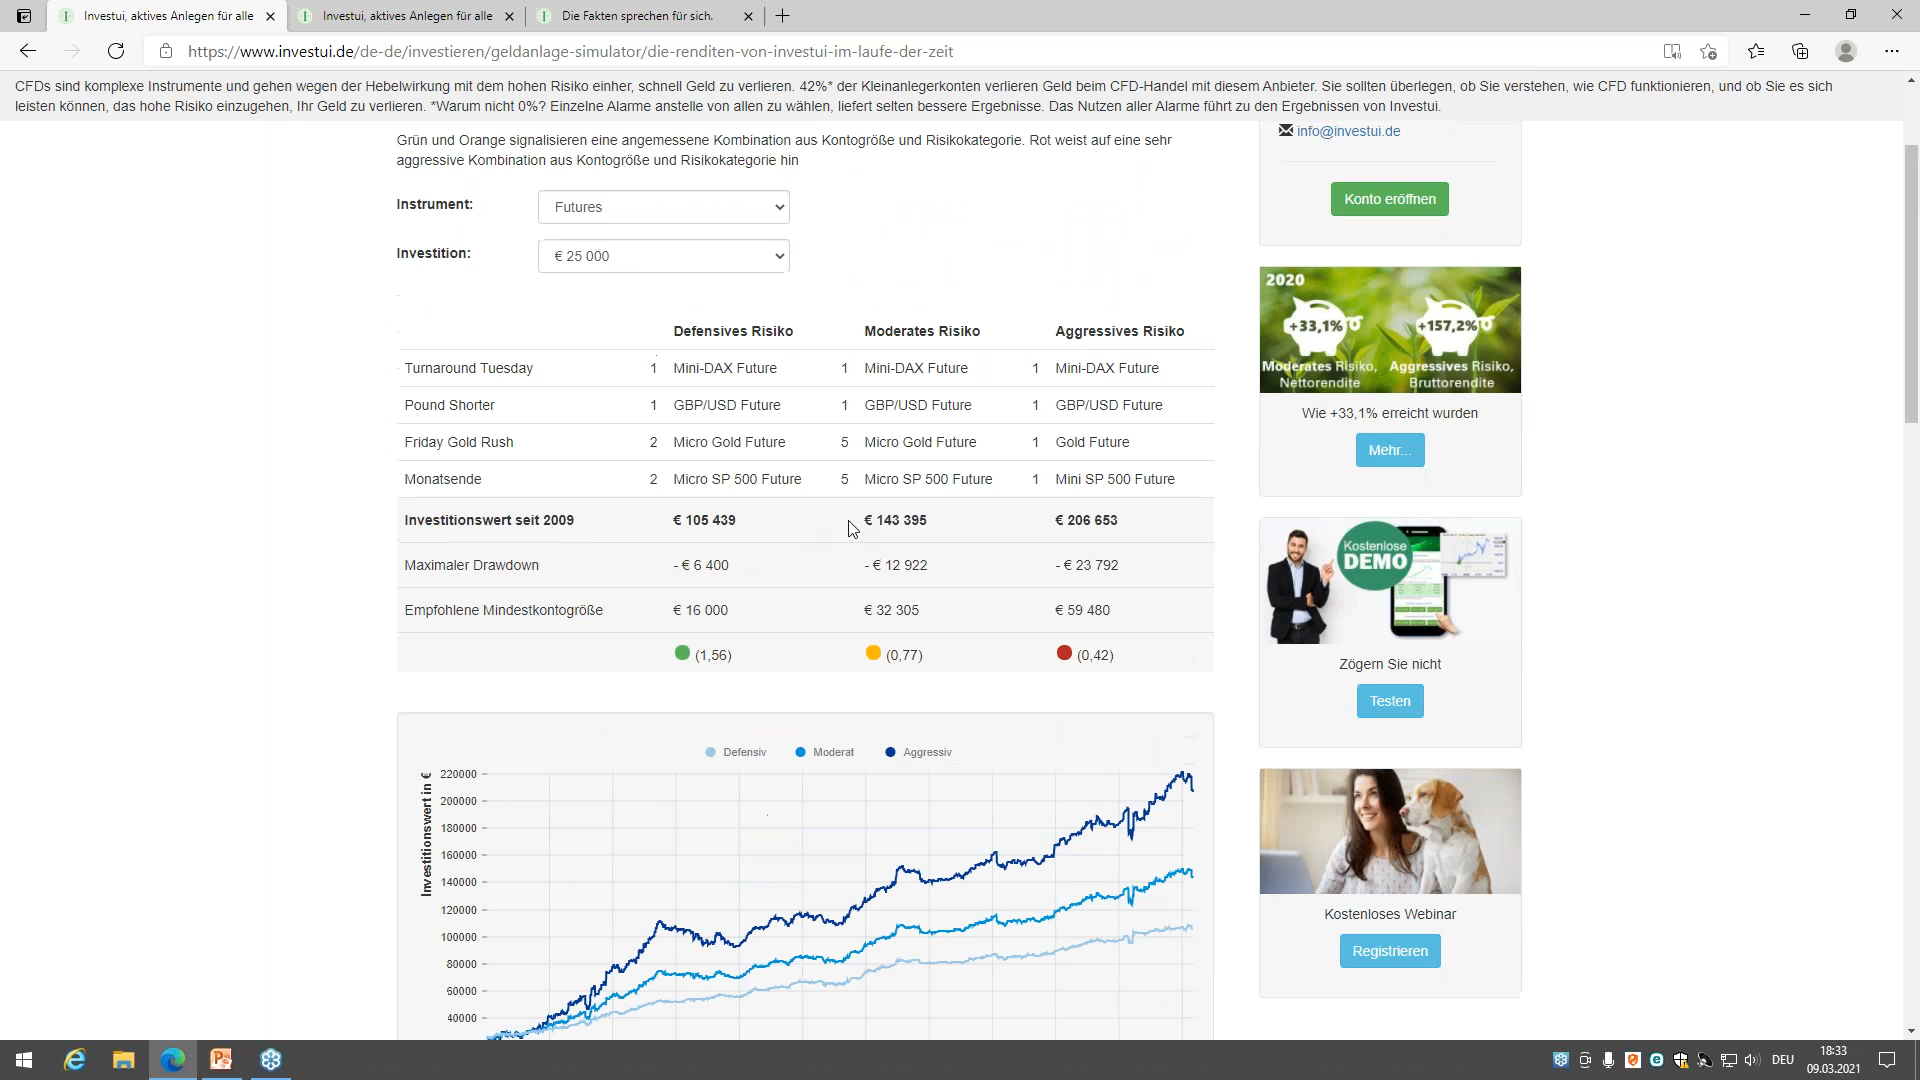 Investui, aktives Anlegen für alle
Investui, aktives Anlegen für alle
Die Fakten sprechen für sich.
https://www.investui.de/de-de/investieren/geldanlage-simulator/die-renditen-von-investui-im-laufe-der-zeit
CFDs sind komplexe Instrumente und gehen wegen der Hebelwirkung mit dem hohen Risiko einher, schnell Geld zu verlieren. 42%* der Kleinanlegerkonten verlieren Geld beim CFD-Handel mit diesem Anbieter. Sie sollten überlegen, ob Sie verstehen, wie CFD funktionieren, und ob Sie es sich
leisten können, das hohe Risiko einzugehen, Ihr Geld zu verlieren. *Warum nicht 0%? Einzelne Alarme anstelle von allen zu wählen, liefert selten bessere Ergebnisse. Das Nutzen aller Alarme führt zu den Ergebnissen von Investui.
Grün und Orange signalisieren eine angemessene Kombination aus Kontogröße und Risikokategorie. Rot weist auf eine sehr
aggressive Kombination aus Kontogröße und Risikokategorie hin
Instrument: Futures
Investition: € 25 000
Defensives Risiko Moderates Risiko Aggressives Risiko
Turnaround Tuesday 1 Mini-DAX Future 1 Mini-DAX Future 1 Mini-DAX Future
Pound Shorter 1 GBP/USD Future 1 GBP/USD Future 1 GBP/USD Future
Friday Gold Rush 2 Micro Gold Future 5 Micro Gold Future 1 Gold Future
Monatsende 2 Micro SP 500 Future 5 Micro SP 500 Future 1 Mini SP 500 Future
Investitionswert seit 2009 € 105 439 € 143 395 € 206 653
Maximaler Drawdown - € 6 400 - € 12 922 - € 23 792
Empfohlene Mindestkontogröße € 16 000 € 32 305 € 59 480
(1,56) (0,77) (0,42)
Defensiv Moderat Aggressiv
Investitionswert in €
220000
200000
180000
160000
140000
120000
100000
80000
60000
40000
info@investui.de
Konto eröffnen
2020
+33,1% +157,2%
Moderates Risiko, Aggressives Risiko,
Nettorendite Bruttorendite
Wie +33,1% erreicht wurden
Mehr...
Kostenlose
DEMO
Zögern Sie nicht
Testen
Kostenloses Webinar
Registrieren
DEU
18:33
09.03.2021